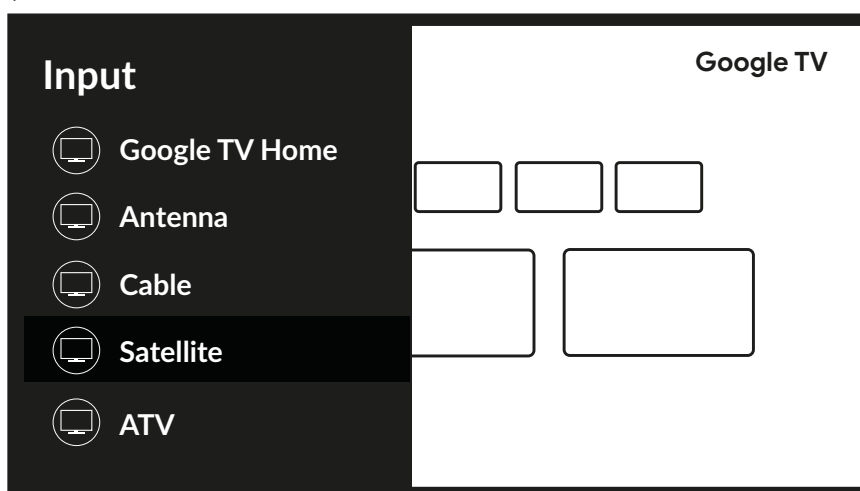 Input
Google TV
Google TV Home
Antenna
Cable
Satellite
ATV